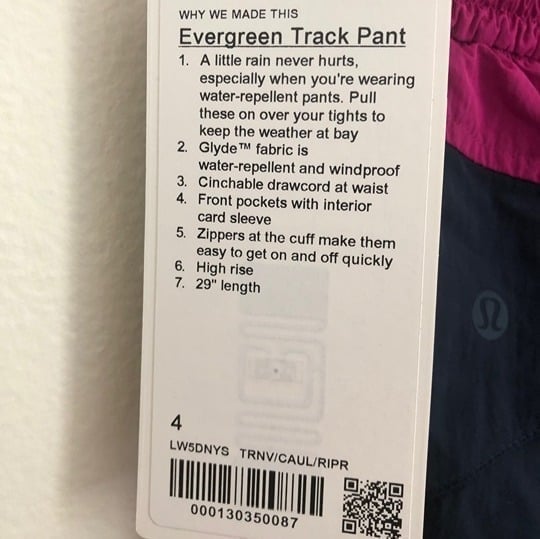 WHY WE MADE THIS
Evergreen Track Pant
1. A little rain never hurts,
especially when you're wearing
water-repellent pants. Pull
these on over your tights to
keep the weather at bay
2. Glyde™ fabric is
water-repellent and windproof
3. Cinchable drawcord at waist
4. Front pockets with interior
card sleeve
5. Zippers at the cuff make them
easy to get on and off quickly
6. High rise
7. 29" length
4
LW5DNYS TRNV/CAUL/RIPR
000130350087